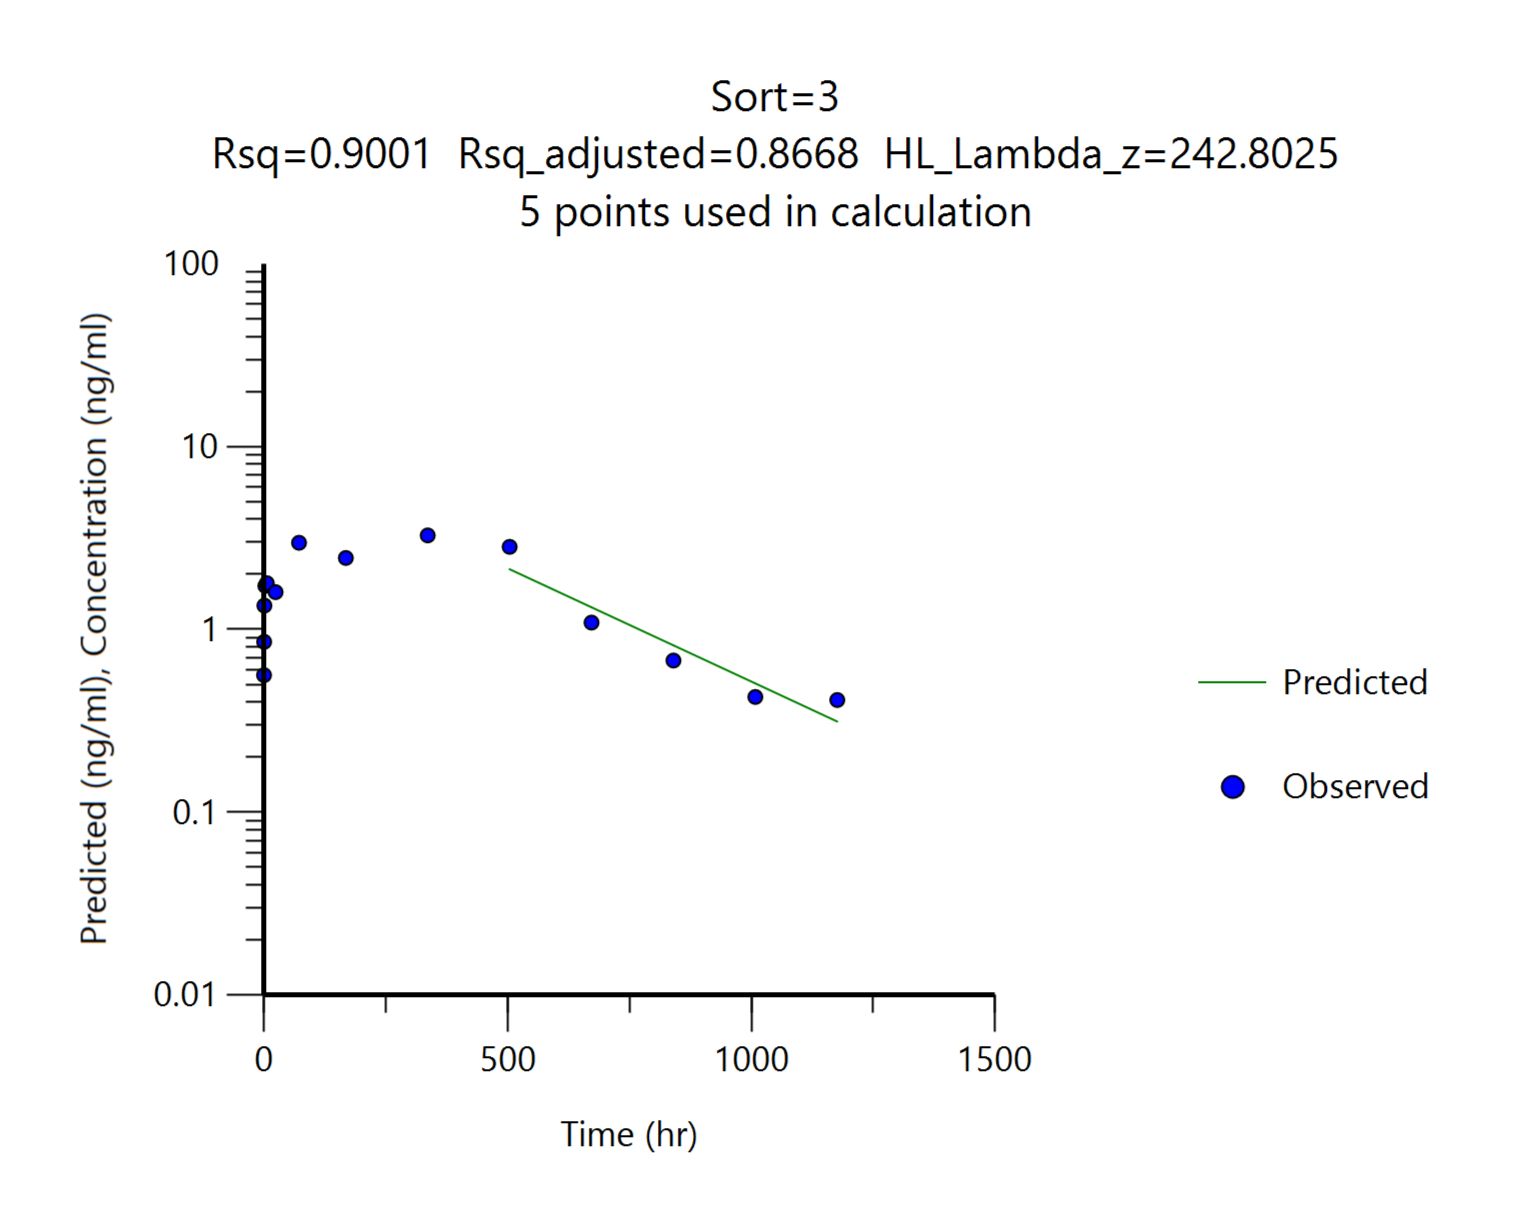 Sort=3
Rsq=0.9001 Rsq_adjusted=0.8668 HL_Lambda_z=242.8025
5 points used in calculation
Predicted (ng/ml), Concentration (ng/ml)
100
10
1
0.1
0.01
0
500
1000
1500
Time (hr)
Predicted
Observed